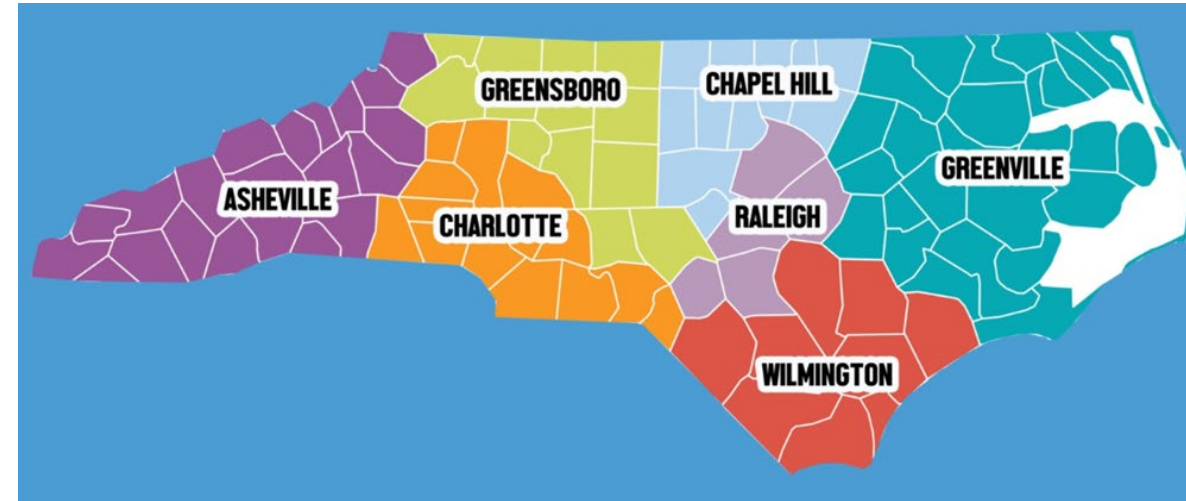 GREENSBORO
CHAPEL HILL
GREENVILLE
ASHEVILLE
CHARLOTTE
RALEIGH
WILMINGTON